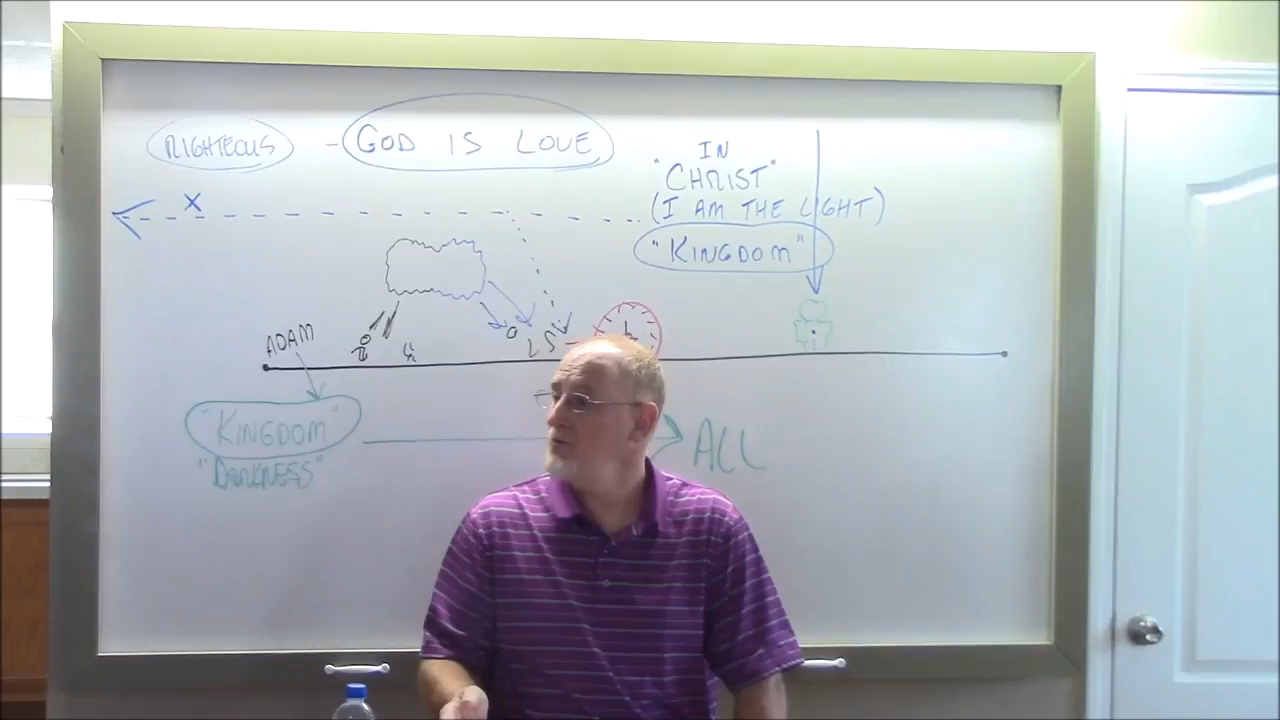 RIGHTEOUS - GOD IS LOVE
IN
"CHRIST"
(I AM THE LIGHT)
"KINGDOM"
X
ADAM
"KINGDOM"
"DARKNESS"
ALL